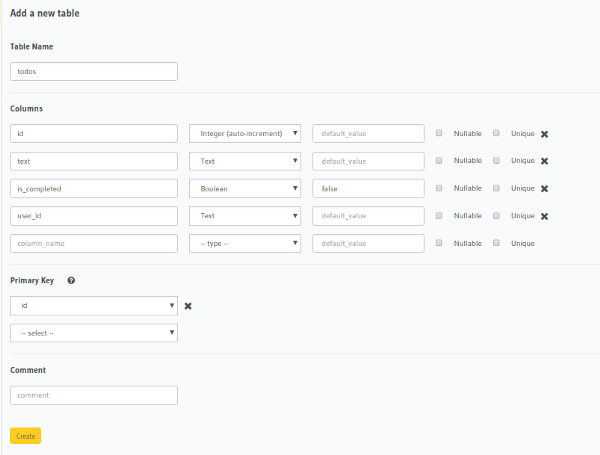 Add a new table
Table Name
todos
Columns
id Integer (auto-increment) default_value Nullable Unique
text Text default_value Nullable Unique
is_completed Boolean false Nullable Unique
user_id Text default_value Nullable Unique
column_name -- type -- default_value Nullable Unique
Primary Key
id
-- select --
Comment
comment
Create